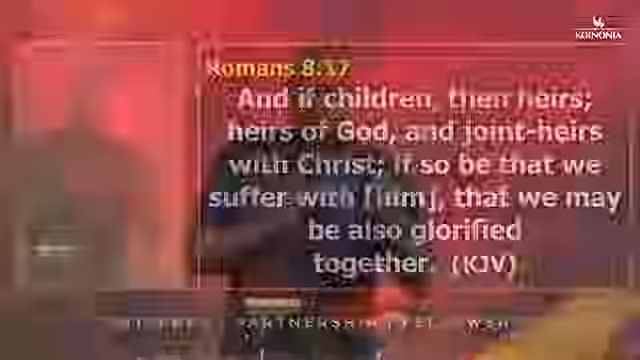 KOINONIA
Romans 8:17
And if children, then heirs;
heirs of God, and joint-heirs
with Christ; if so be that we
suffer with [him], that we may
be also glorified
together. (KJV)
PARTNERSHIP